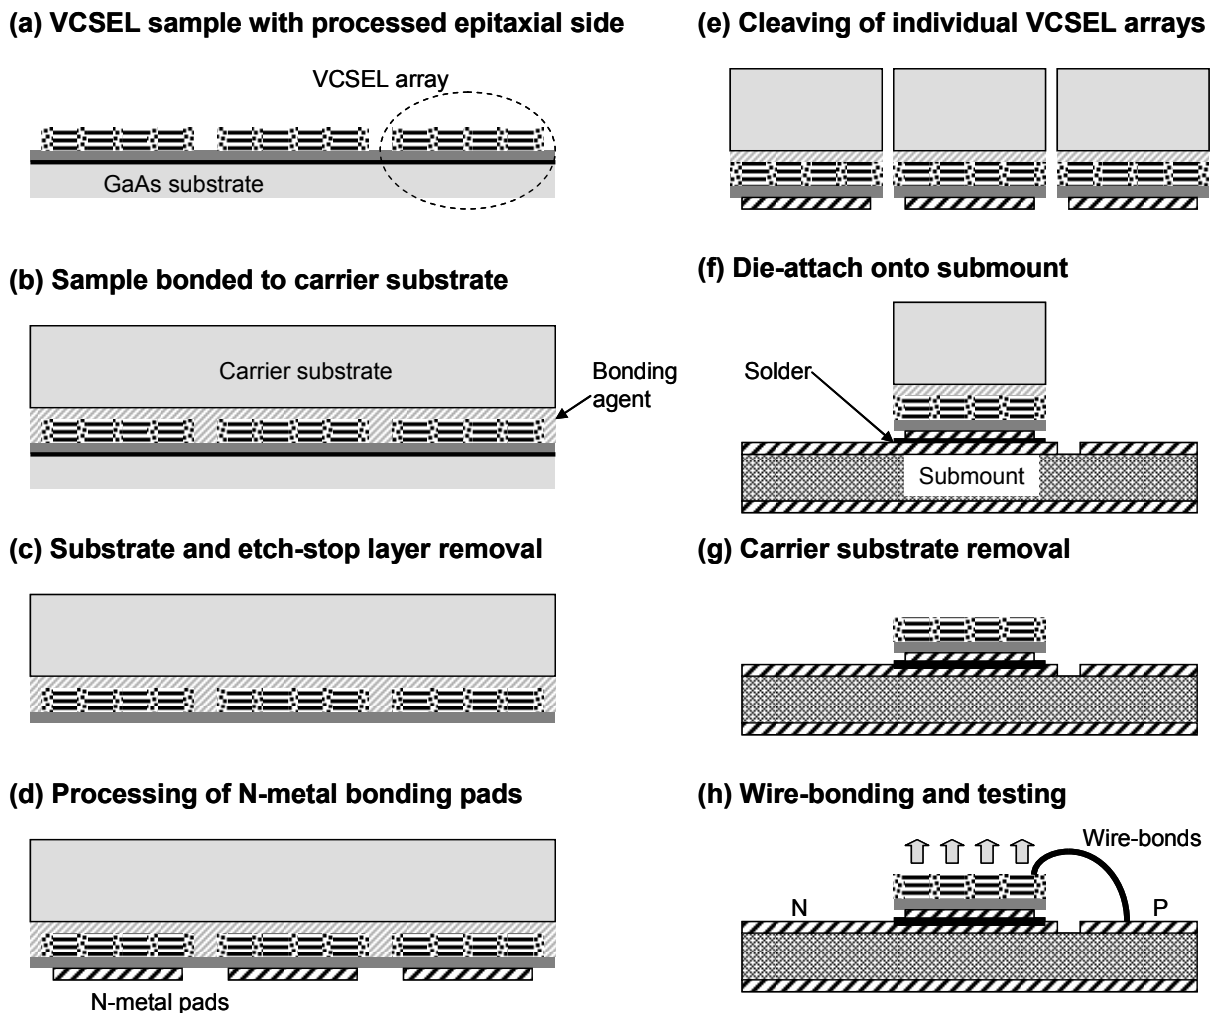 (a) VCSEL sample with processed epitaxial side
VCSEL array
GaAs substrate
(b) Sample bonded to carrier substrate
Carrier substrate
Bonding
agent
(c) Substrate and etch-stop layer removal
(d) Processing of N-metal bonding pads
N-metal pads
(e) Cleaving of individual VCSEL arrays
(f) Die-attach onto submount
Solder
Submount
(g) Carrier substrate removal
(h) Wire-bonding and testing
Wire-bonds
N
P